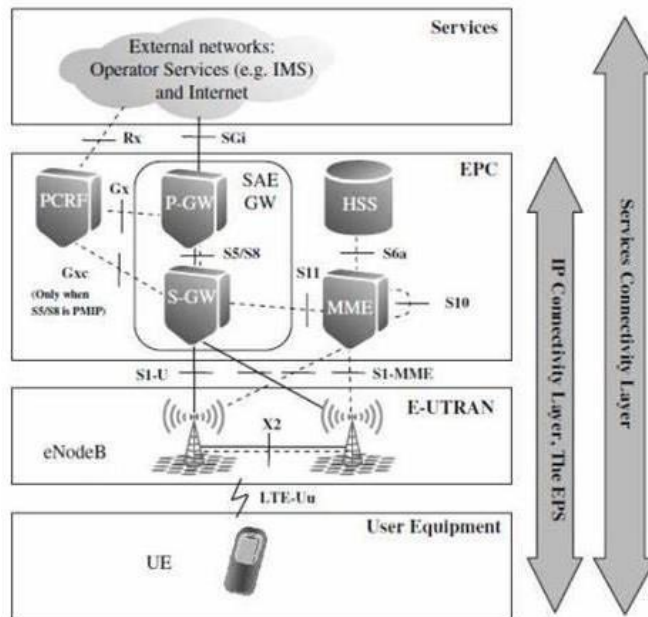 Services
External networks:
Operator Services (e.g. IMS)
and Internet
Rx
SGi
EPC
SAE
GW
PCRF
Gx
P-GW
HSS
S5/S8
S6a
Gxc
(Only when
S5/S8 is PMIP)
S-GW
S11
MME
S10
S1-U
S1-MME
E-UTRAN
X2
eNodeB
LTE-Uu
User Equipment
UE
IP Connectivity Layer, The EPS
Services Connectivity Layer